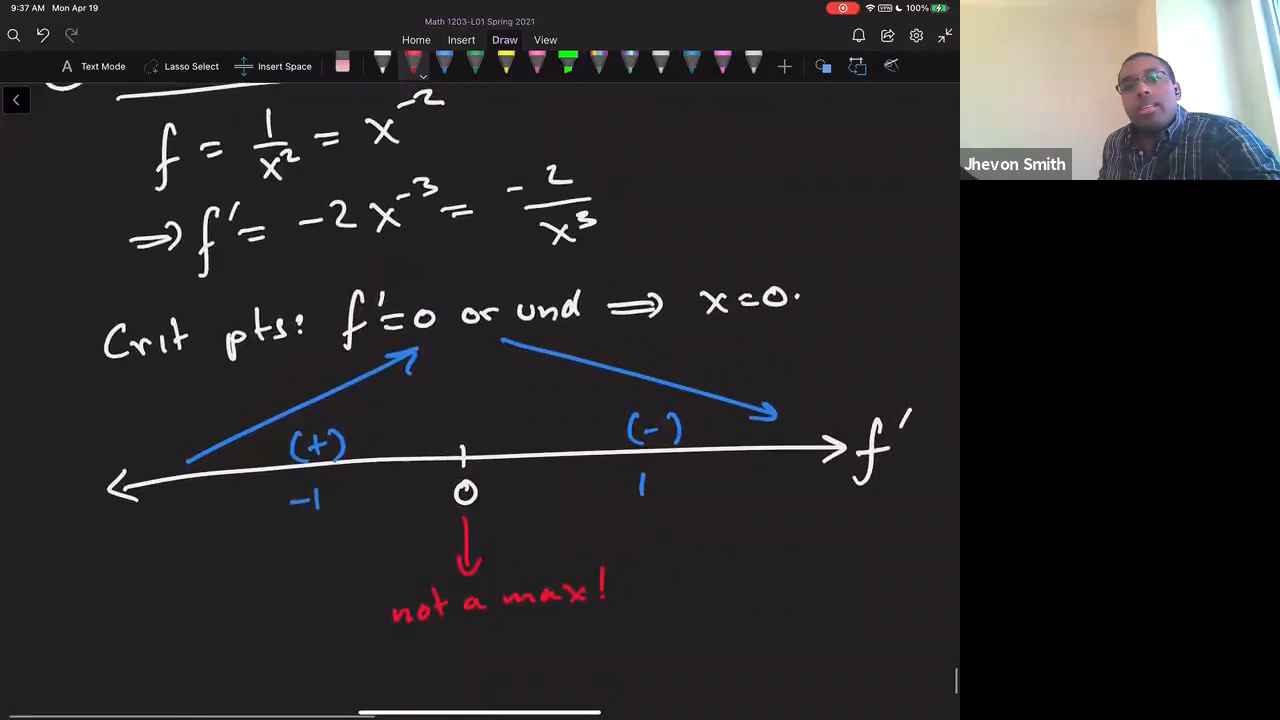 9:37 AM Mon Apr 19
VPN 100%
Math 1203-L01 Spring 2021
Home Insert Draw View
Text Mode Lasso Select Insert Space
f = 1/x² = x⁻²
⇒ f' = -2x⁻³ = -2/x³
Crit pts: f'=0 or und ⇒ x=0.
(+) (-) f'
-1 0 1
not a max!
Jhevon Smith